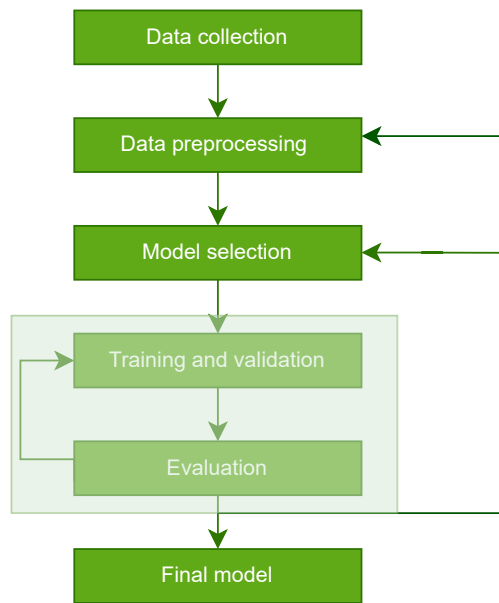 Data collection
Data preprocessing
Model selection
Training and validation
Evaluation
Final model